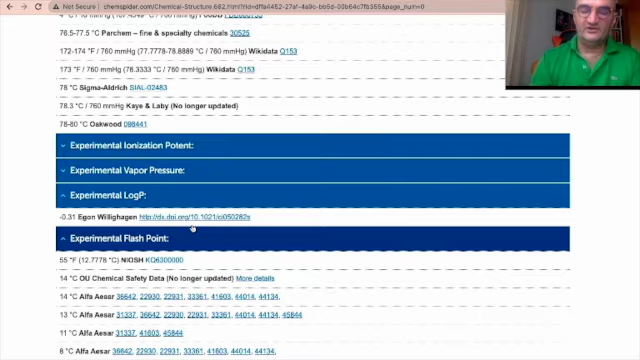 Not Secure | chemspider.com/Chemical-Structure.682.html?rid=dffa4452-27af-4a9c-bb5d-00b64c7fb355&page_num=0
76.5-77.5 °C Parchem – fine & specialty chemicals 30525
172-174 °F / 760 mmHg (77.7778-78.8889 °C / 760 mmHg) Wikidata Q153
173 °F / 760 mmHg (78.3333 °C / 760 mmHg) Wikidata Q153
78 °C Sigma-Aldrich SIAL-02483
78.3 °C / 760 mmHg Kaye & Laby (No longer updated)
78-80 °C Oakwood 098441
Experimental Ionization Potent:
Experimental Vapor Pressure:
Experimental LogP:
-0.31 Egon Willighagen http://dx.doi.org/10.1021/ci050282s
Experimental Flash Point:
55 °F (12.7778 °C) NIOSH KQ6300000
14 °C OU Chemical Safety Data (No longer updated) More details
14 °C Alfa Aesar 36642, 22930, 22931, 33361, 41603, 44014, 44134,
13 °C Alfa Aesar 31337, 36642, 22930, 22931, 33361, 41603, 44014, 44134, 45844
11 °C Alfa Aesar 31337, 41603, 45844
8 °C Alfa Aesar 36642, 22930, 22931, 33361, 41603, 44014, 44134,